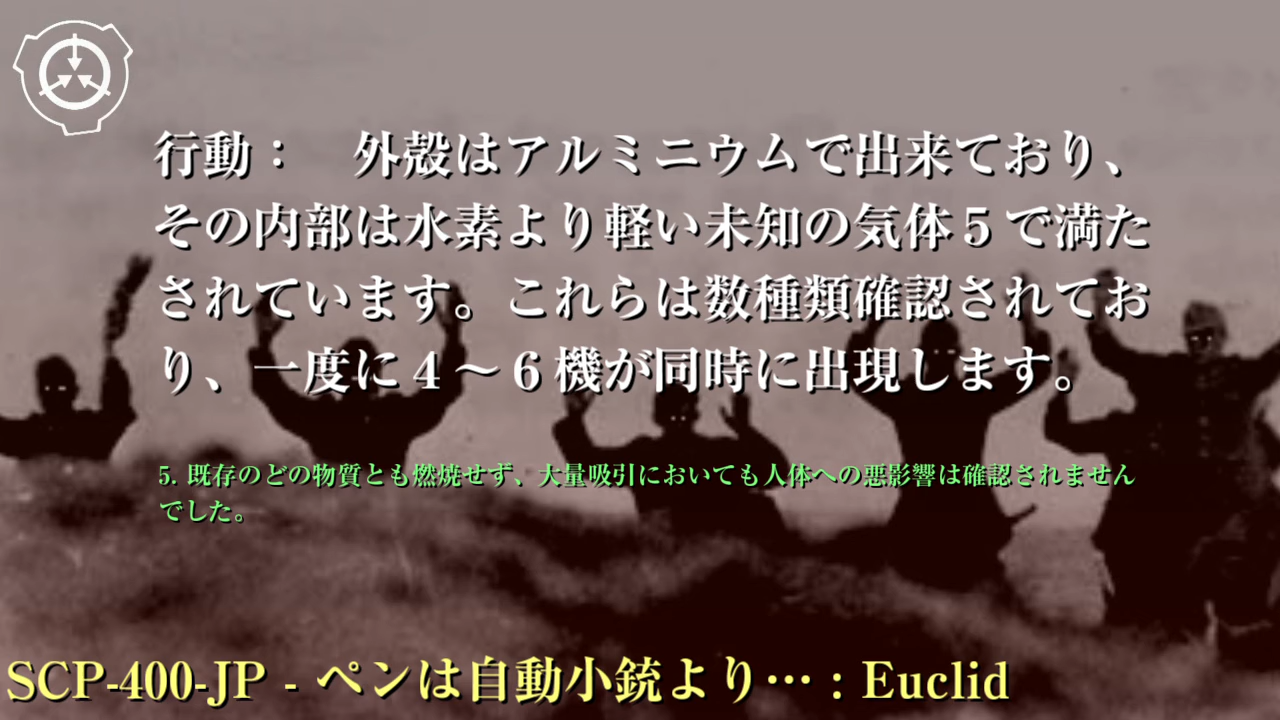 行動：　外殻はアルミニウムで出来ており、
その内部は水素より軽い未知の気体５で満た
されています。これらは数種類確認されてお
り、一度に４～６機が同時に出現します。
5. 既存のどの物質とも燃焼せず、大量吸引においても人体への悪影響は確認されません
でした。
SCP-400-JP - ペンは自動小銃より…：Euclid